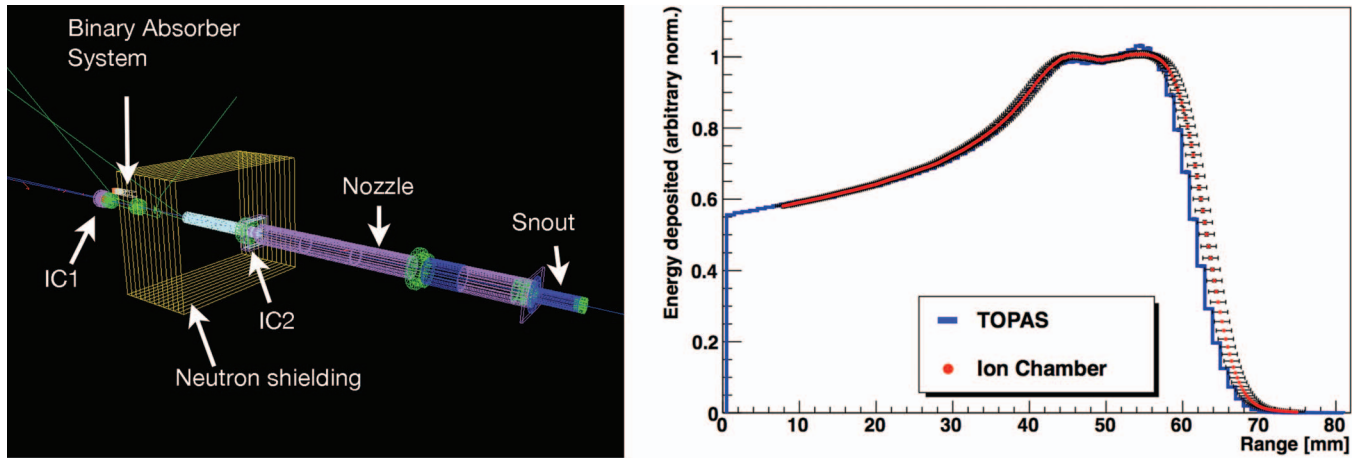 Binary Absorber
System
Nozzle
Snout
IC1
IC2
Neutron shielding
Energy deposited (arbitrary norm.)
1
0.8
0.6
0.4
0.2
0
TOPAS
Ion Chamber
0 10 20 30 40 50 60 70 80
Range [mm]